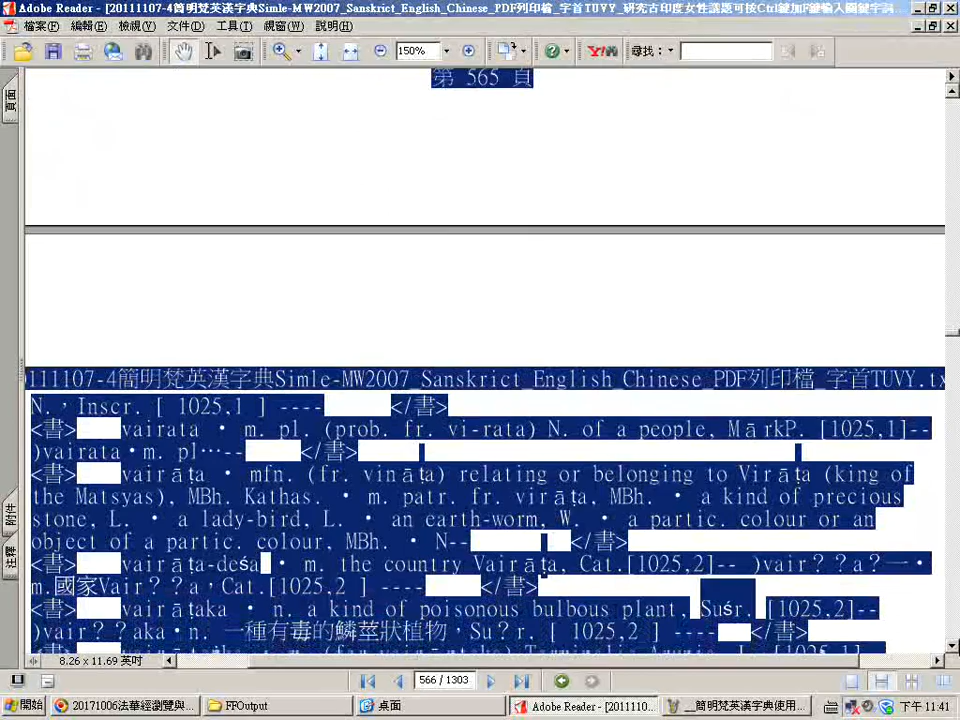 Adobe Reader - [20111107-4簡明梵英漢字典Simle-MW2007_Sanskrict_English_Chinese_PDF列印檔_字首TUVY_研究古印度女性議題可按Ctrl鍵加F鍵輸入關鍵字詞...
檔案(F) 編輯(E) 檢視(V) 文件(D) 工具(T) 視窗(W) 說明(H)
150% 尋找：
頁面
第 565 頁
111107-4簡明梵英漢字典Simle-MW2007_Sanskrict_English_Chinese_PDF列印檔_字首TUVY.tx
N.，Inscr. [ 1025,1 ] ---- </書>
<書> vairata ‧ m. pl. (prob. fr. vi-rata) N. of a people, MārkP. [1025,1]--
)vairata‧m. pl…-- </書>
<書> vairāṭa ‧ mfn. (fr. vināṭa) relating or belonging to Virāṭa (king of
the Matsyas), MBh. Kathas. ‧ m. patr. fr. virāṭa, MBh. ‧ a kind of precious
stone, L. ‧ a lady-bird, L. ‧ an earth-worm, W. ‧ a partic. colour or an
object of a partic. colour, MBh. ‧ N-- </書>
<書> vairāṭa-deśa ‧ m. the country Vairāṭa, Cat.[1025,2]-- )vair？？a？一‧
m.國家Vair？？a，Cat.[1025,2 ] ---- </書>
<書> vairāṭaka ‧ n. a kind of poisonous bulbous plant, Suśr. [1025,2]--
)vair？？aka‧n. 一種有毒的鱗莖狀植物，Su？r. [ 1025,2 ] ---- </書>
附件
注釋
8.26 x 11.69 英吋
566 / 1303
開始 20171006法華經瀏覽與... FFOutput 桌面 Adobe Reader - [2011110... __簡明梵英字典使用... 下午 11:41